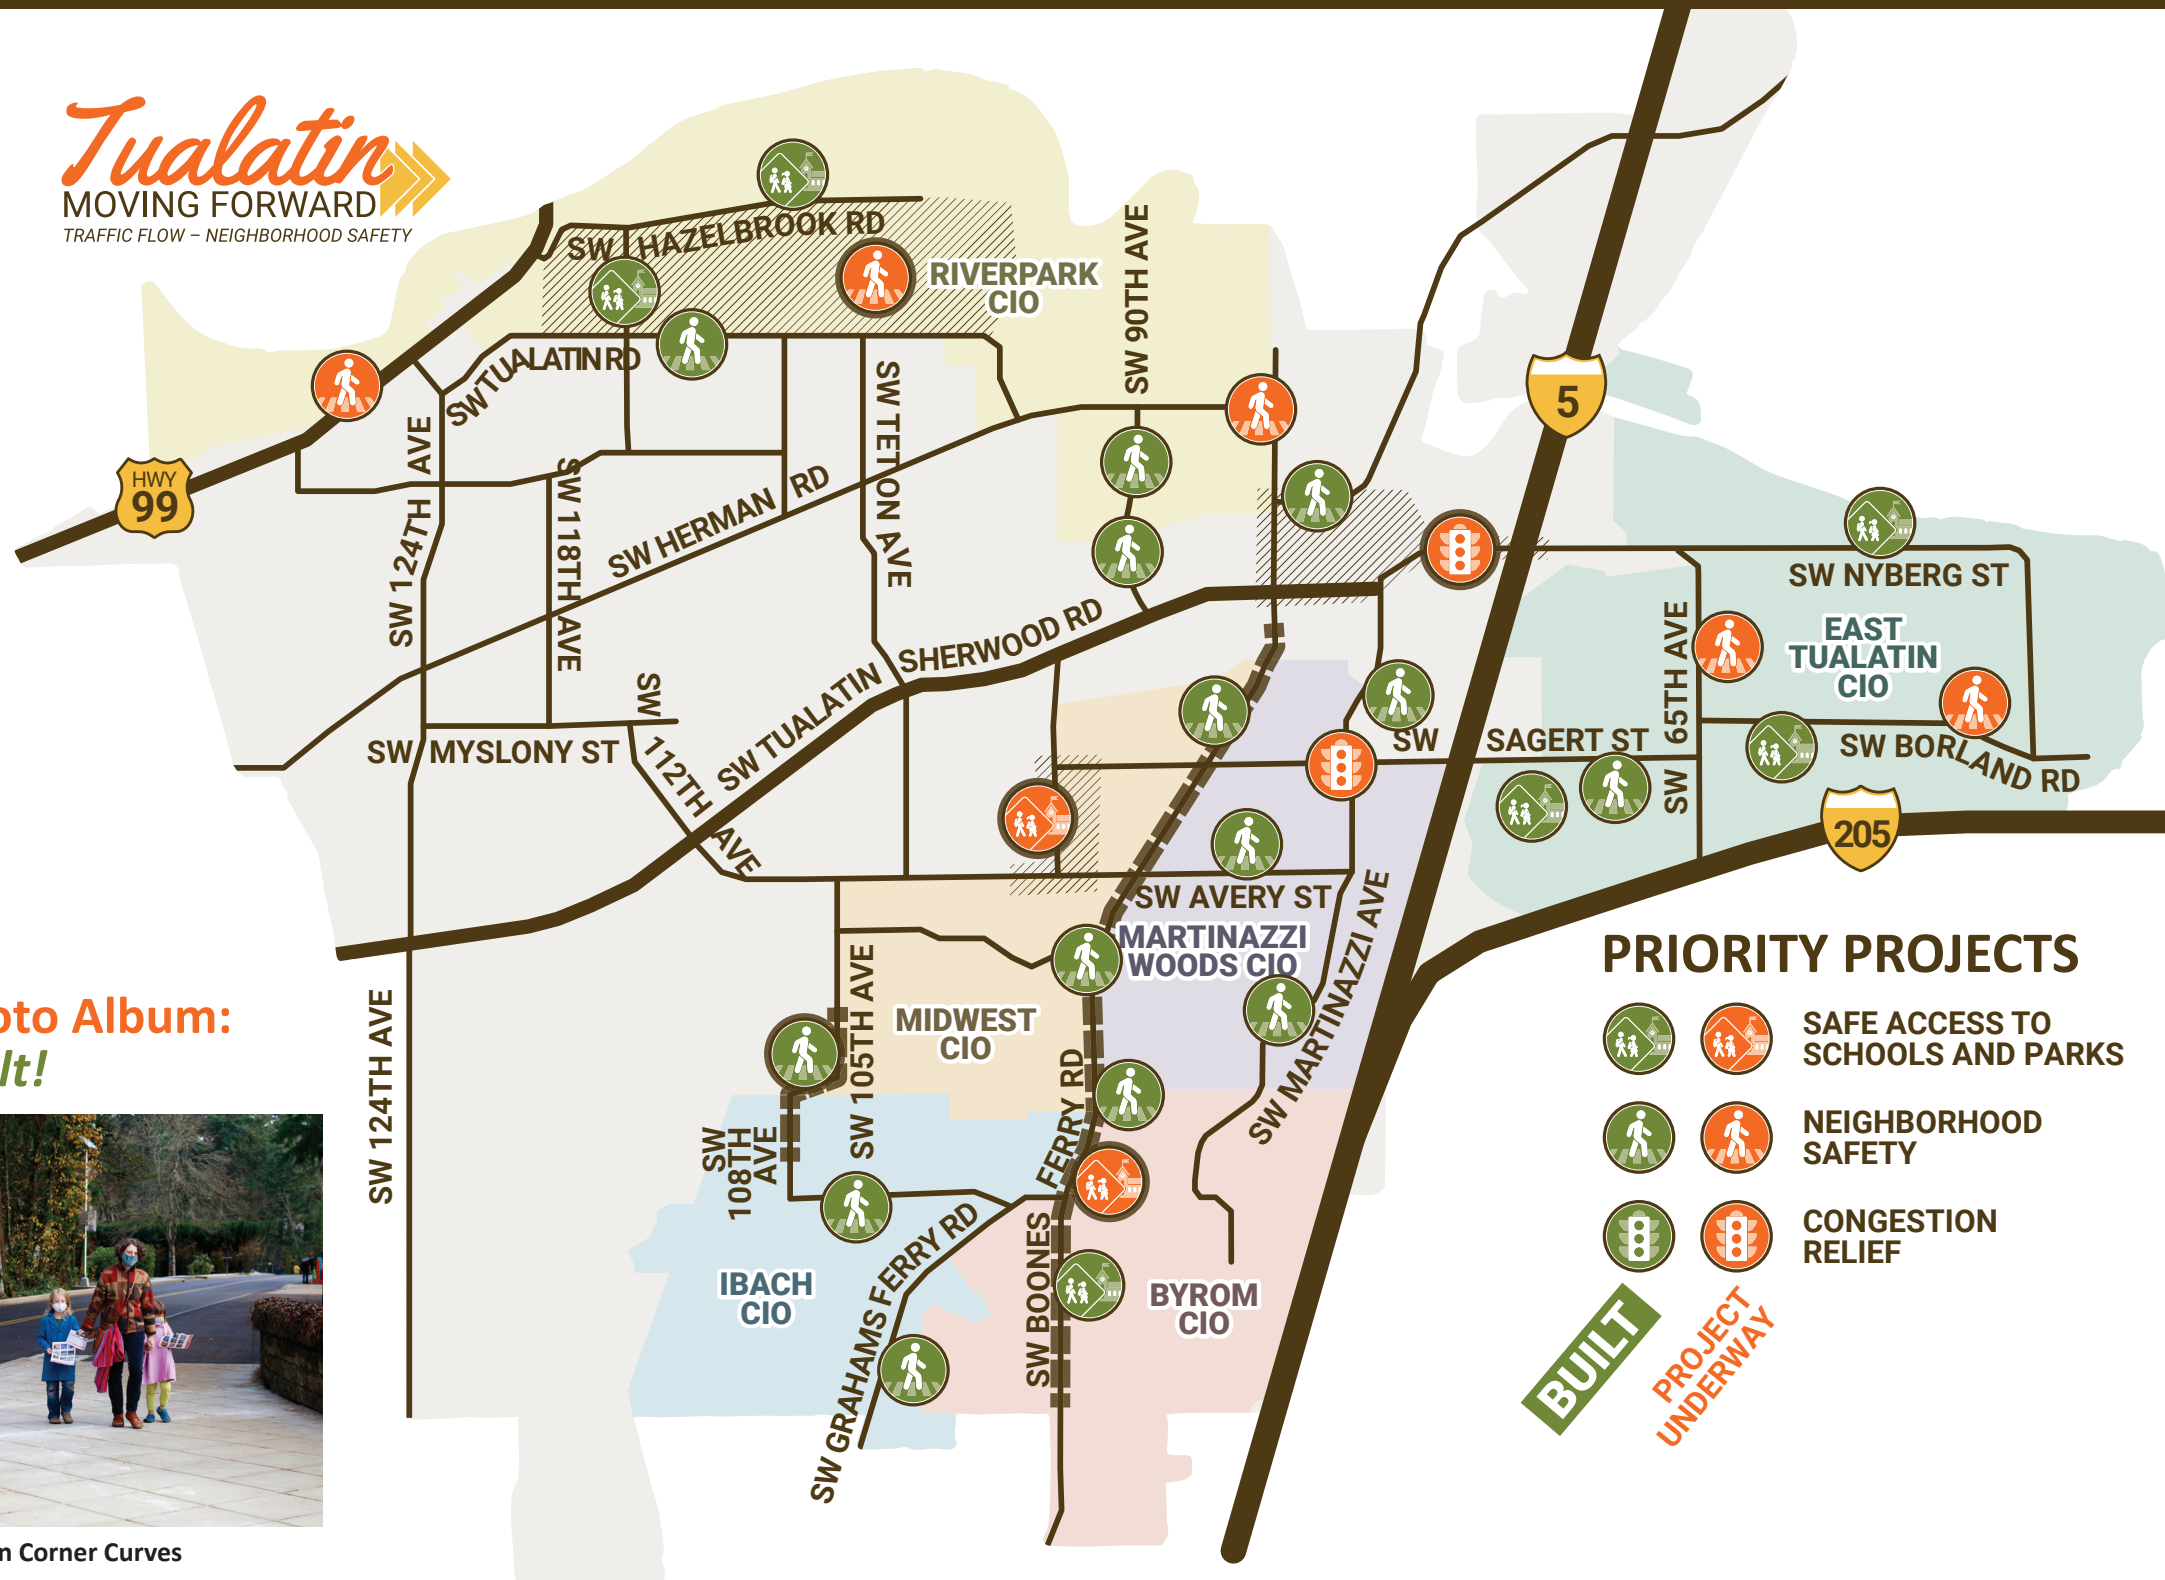 Tualatin
MOVING FORWARD
TRAFFIC FLOW – NEIGHBORHOOD SAFETY
SW HAZELBROOK RD
RIVERPARK
CIO
SW 90TH AVE
SW TUALATIN RD
SW TETON AVE
SW 124TH AVE
SW 118TH AVE
SW HERMAN RD
HWY
99
5
SW NYBERG ST
EAST
TUALATIN
CIO
SW 65TH AVE
SW TUALATIN SHERWOOD RD
SW MYSLONY ST
SW 112TH AVE
SW SAGERT ST
SW BORLAND RD
205
SW AVERY ST
MARTINAZZI
WOODS CIO
SW MARTINAZZI AVE
MIDWEST
CIO
SW 105TH AVE
SW
108TH
AVE
SW 124TH AVE
SW BOONES FERRY RD
SW GRAHAMS FERRY RD
IBACH
CIO
BYROM
CIO
PRIORITY PROJECTS
SAFE ACCESS TO
SCHOOLS AND PARKS
NEIGHBORHOOD
SAFETY
CONGESTION
RELIEF
BUILT
PROJECT
UNDERWAY
oto Album:
lt!
n Corner Curves